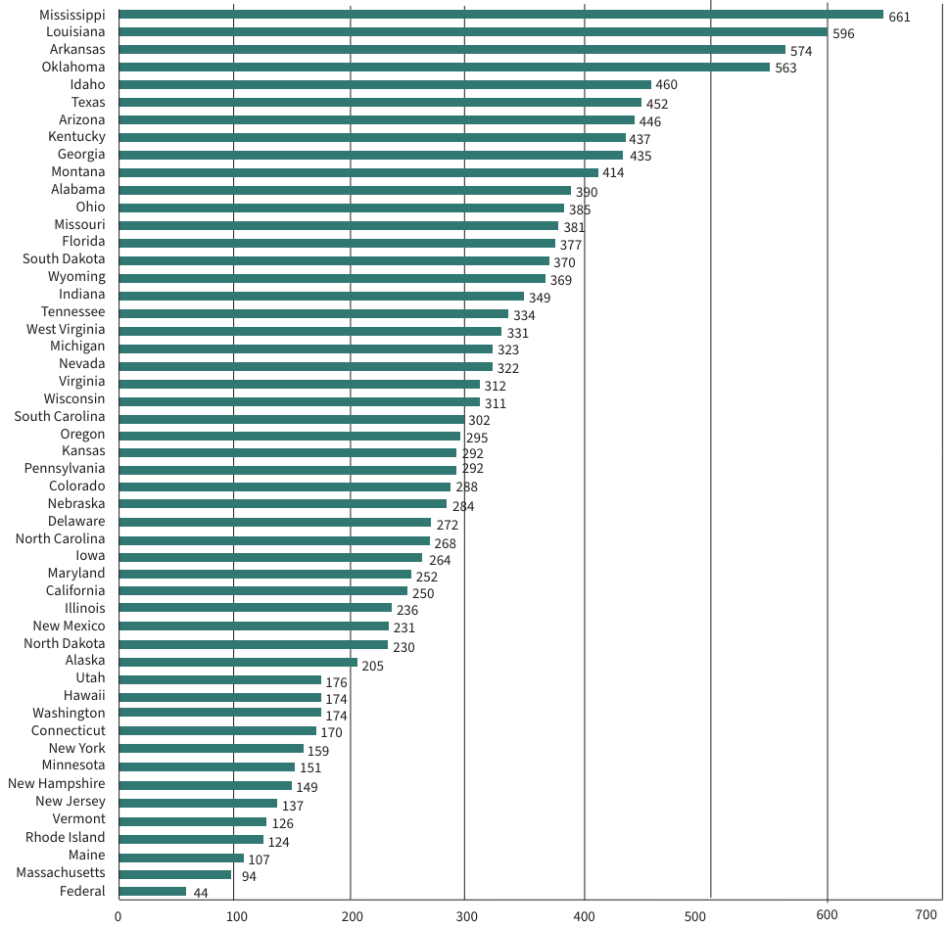 Mississippi 661
Louisiana 596
Arkansas 574
Oklahoma 563
Idaho 460
Texas 452
Arizona 446
Kentucky 437
Georgia 435
Montana 414
Alabama 390
Ohio 385
Missouri 381
Florida 377
South Dakota 370
Wyoming 369
Indiana 349
Tennessee 334
West Virginia 331
Michigan 323
Nevada 322
Virginia 312
Wisconsin 311
South Carolina 302
Oregon 295
Kansas 292
Pennsylvania 292
Colorado 288
Nebraska 284
Delaware 272
North Carolina 268
Iowa 264
Maryland 252
California 250
Illinois 236
New Mexico 231
North Dakota 230
Alaska 205
Utah 176
Hawaii 174
Washington 174
Connecticut 170
New York 159
Minnesota 151
New Hampshire 149
New Jersey 137
Vermont 126
Rhode Island 124
Maine 107
Massachusetts 94
Federal 44
0 100 200 300 400 500 600 700